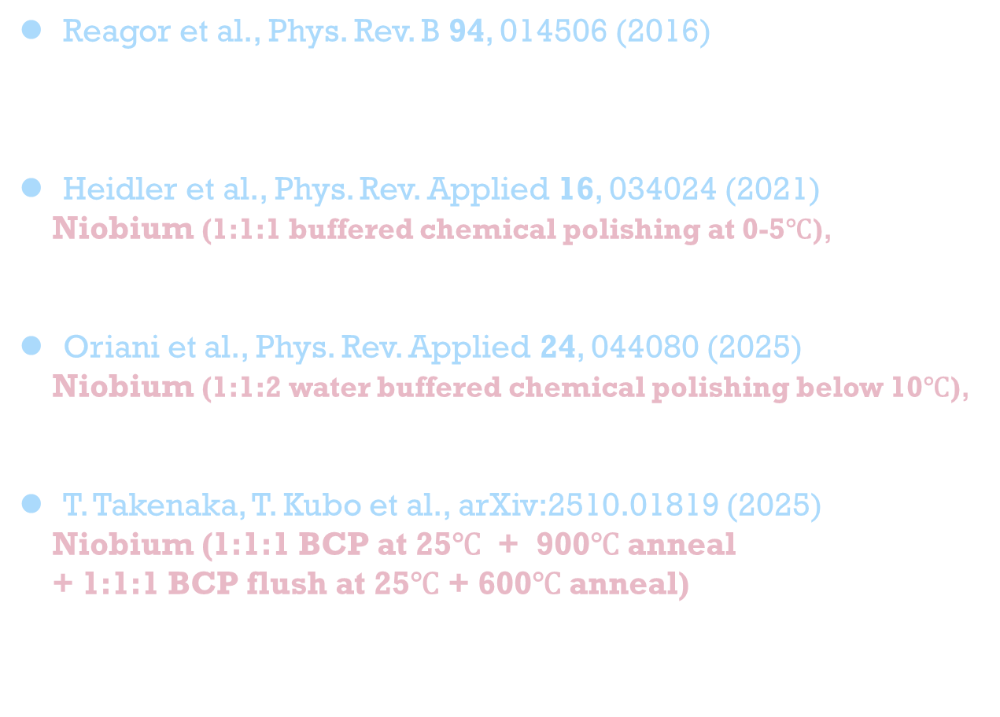 ● Reagor et al., Phys. Rev. B 94, 014506 (2016)
● Heidler et al., Phys. Rev. Applied 16, 034024 (2021)
Niobium (1:1:1 buffered chemical polishing at 0-5℃),
● Oriani et al., Phys. Rev. Applied 24, 044080 (2025)
Niobium (1:1:2 water buffered chemical polishing below 10℃),
● T. Takenaka, T. Kubo et al., arXiv:2510.01819 (2025)
Niobium (1:1:1 BCP at 25℃ + 900℃ anneal
+ 1:1:1 BCP flush at 25℃ + 600℃ anneal)